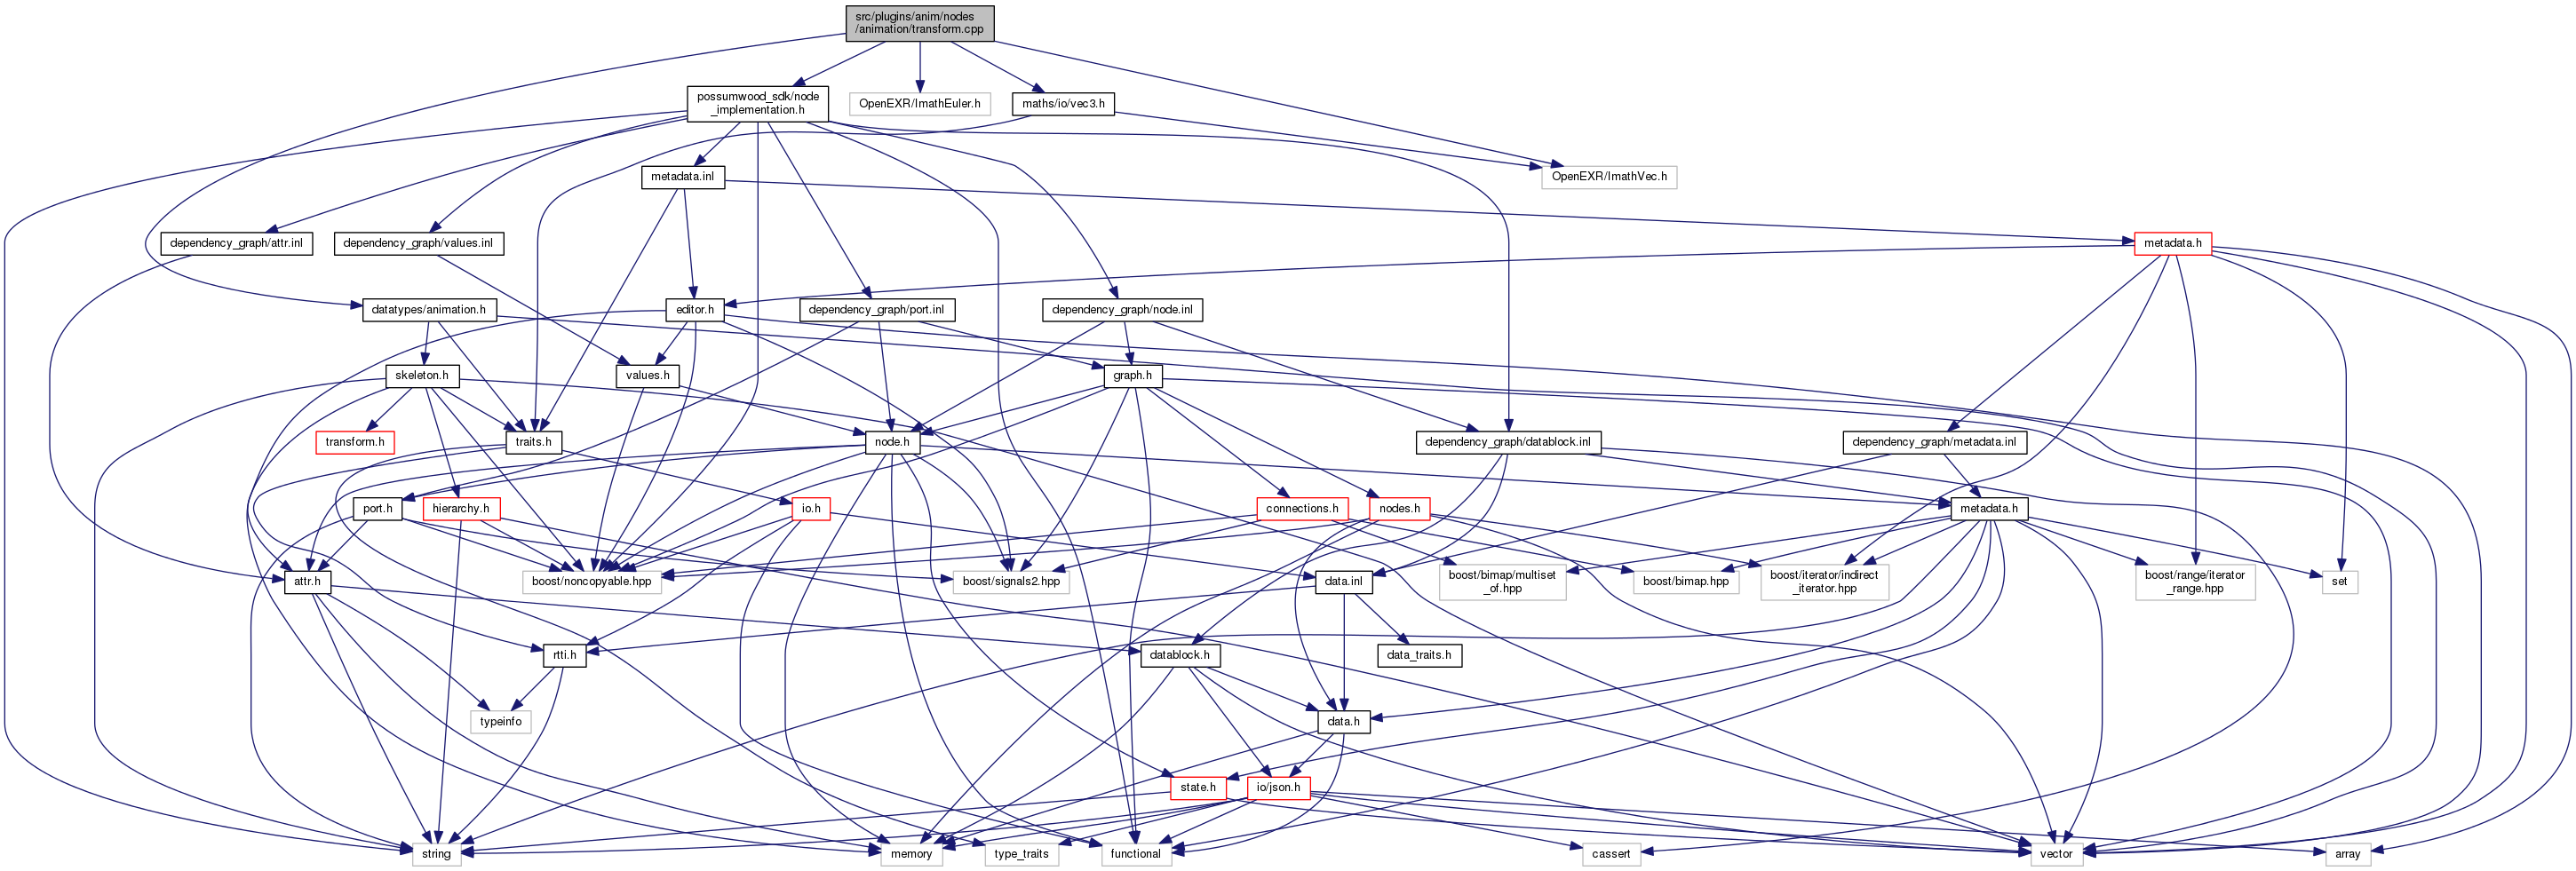 src/plugins/anim/nodes
/animation/transform.cpp
possumwood_sdk/node
_implementation.h
OpenEXR/ImathEuler.h
maths/io/vec3.h
metadata.inl
OpenEXR/ImathVec.h
dependency_graph/attr.inl
dependency_graph/values.inl
metadata.h
datatypes/animation.h
editor.h
dependency_graph/port.inl
dependency_graph/node.inl
skeleton.h
values.h
graph.h
transform.h
traits.h
node.h
dependency_graph/datablock.inl
dependency_graph/metadata.inl
port.h
hierarchy.h
io.h
connections.h
nodes.h
metadata.h
attr.h
boost/noncopyable.hpp
boost/signals2.hpp
data.inl
boost/bimap/multiset
_of.hpp
boost/bimap.hpp
boost/iterator/indirect
_iterator.hpp
boost/range/iterator
_range.hpp
set
rtti.h
datablock.h
data_traits.h
typeinfo
data.h
state.h
io/json.h
string
memory
type_traits
functional
cassert
vector
array